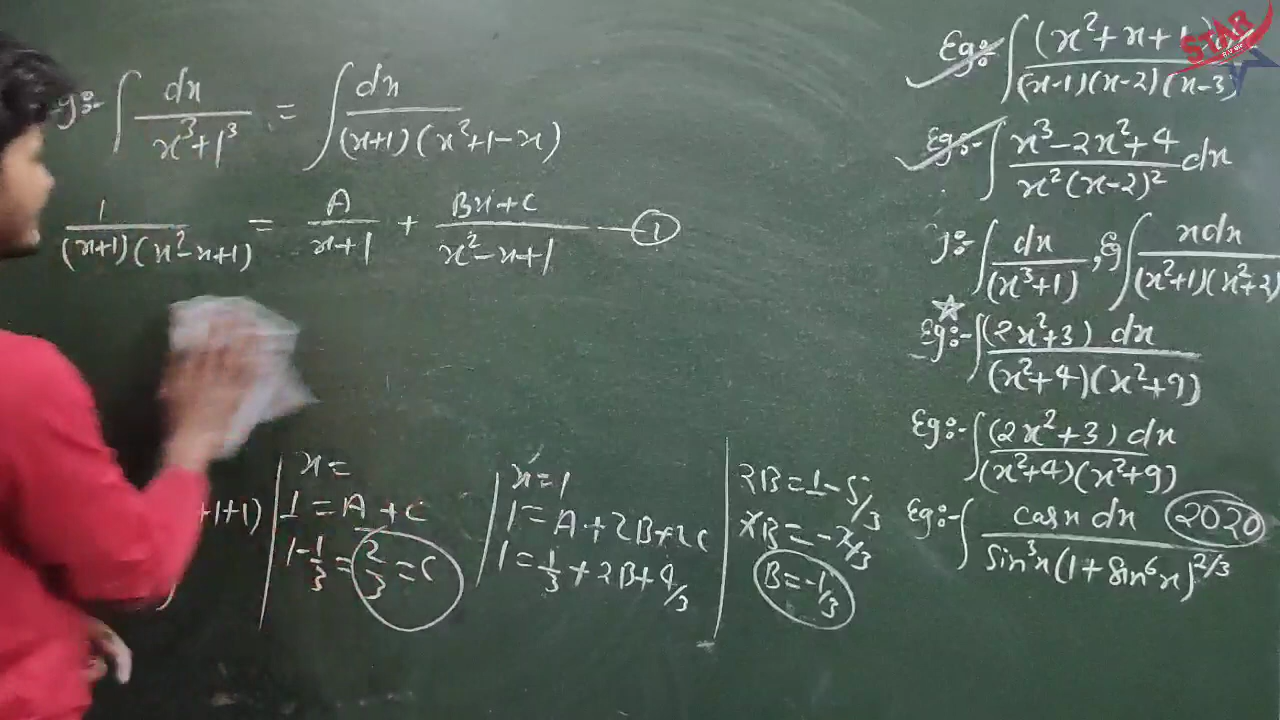 g:- ∫ dx / (x³+1³) = ∫ dx / (x+1)(x²+1-x)
1 / (x+1)(x²-x+1) = A / (x+1) + (Bx+C) / (x²-x+1) — ①
+1+1)
x=
1 = A + C
1 - 1/3 = 2/3 = C
x=1
1 = A+2B+2C
1 = 1/3 + 2B + 4/3
2B = 1 - 5/3
2B = -2/3
B = -1/3
Eg:- ∫ (x²+x+1) / (x-1)(x-2)(x-3)
STAR
Eg:- ∫ (x³-2x²+4) / x²(x-2)² dx
g:- ∫ dx / (x³+1), Eg ∫ xdx / (x²+1)(x²+2)
☆
Eg:- ∫ (2x²+3) dx / (x²+4)(x²+9)
Eg:- ∫ (2x²+3) dx / (x²+4)(x²+9)
Eg:- ∫ cosx dx / sin³x(1+sin⁶x)^2/3 2020